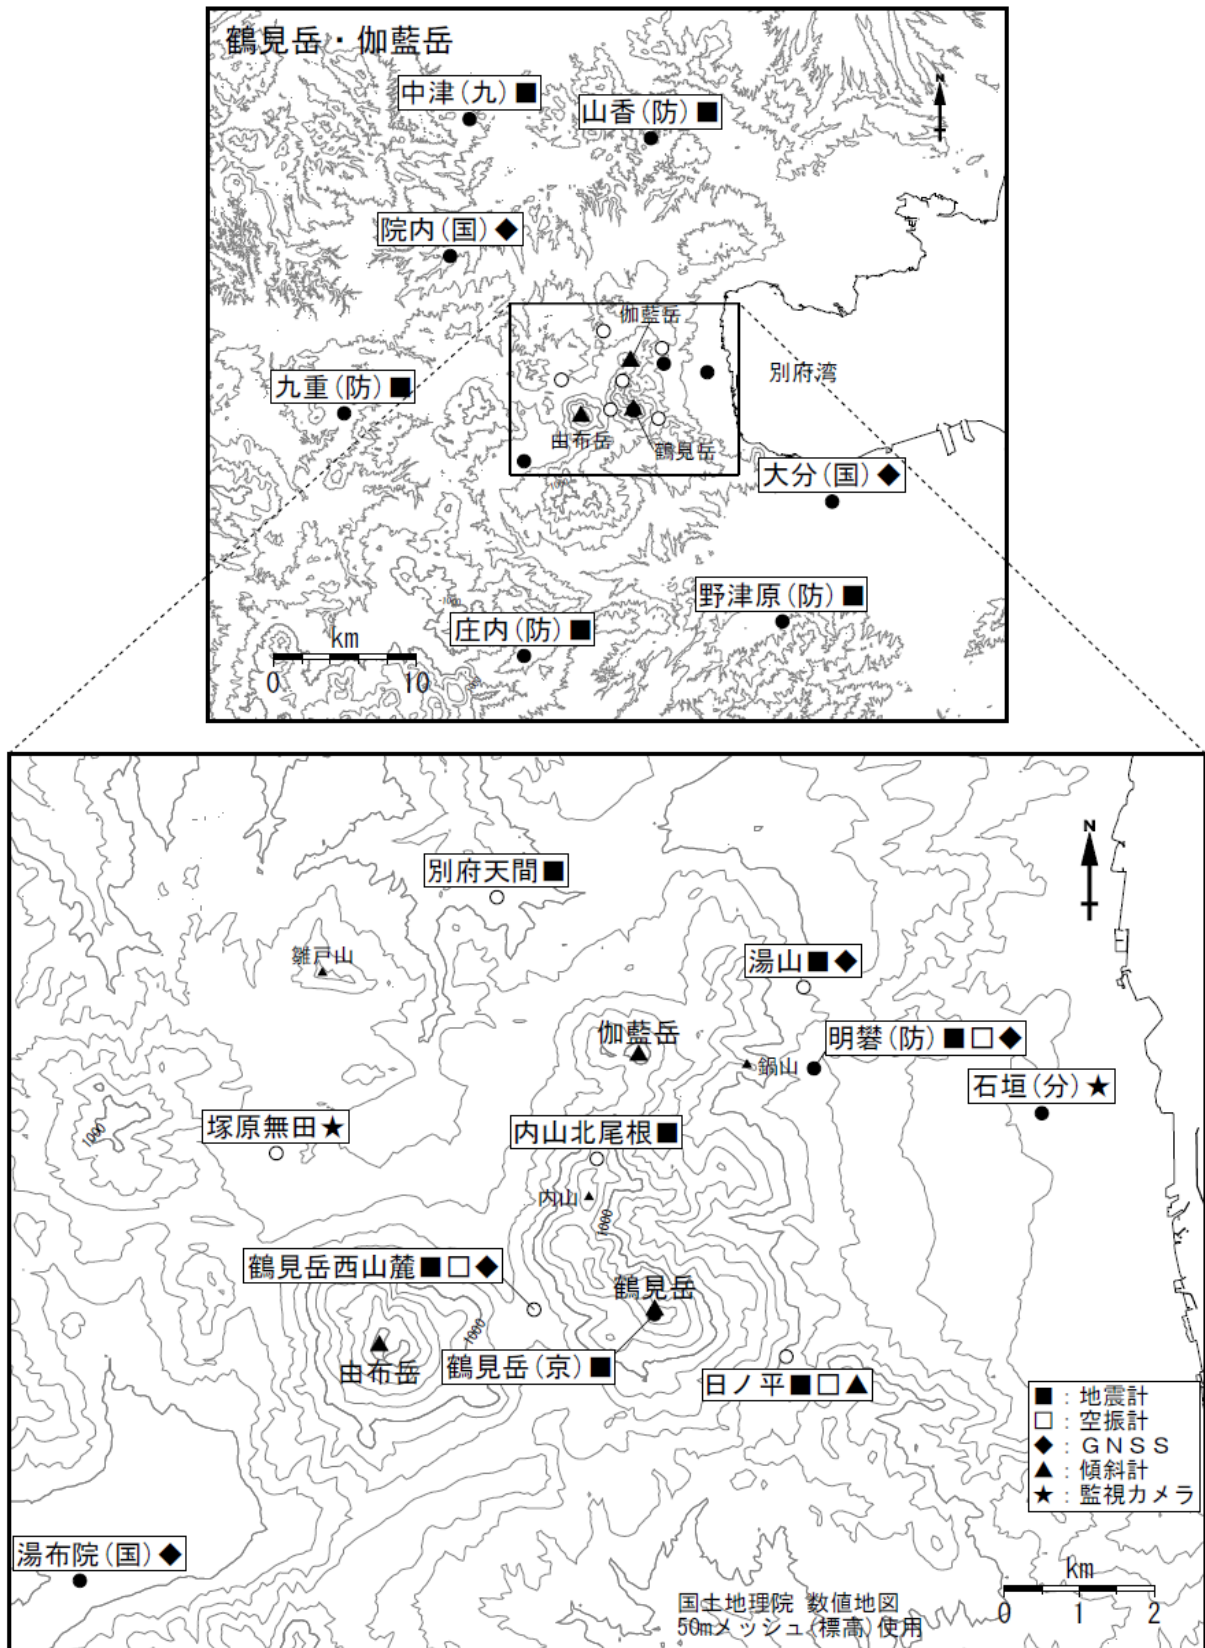 鶴見岳・伽藍岳
中津(九)■
山香(防)■
N
院内(国)◆
伽藍岳
九重(防)■
別府湾
由布岳
鶴見岳
大分(国)◆
野津原(防)■
庄内(防)■
km
0 10
別府天間■
N
雛戸山
湯山■◆
伽藍岳
明礬(防)■□◆
鍋山
石垣(分)★
塚原無田★
1000
内山北尾根■
内山
1000
鶴見岳西山麓■□◆
鶴見岳
1000
由布岳
鶴見岳(京)■
日ノ平■□▲
■:地震計
□:空振計
◆:GNSS
▲:傾斜計
★:監視カメラ
湯布院(国)◆
km
0 1 2
国土地理院 数値地図
50mメッシュ(標高)使用